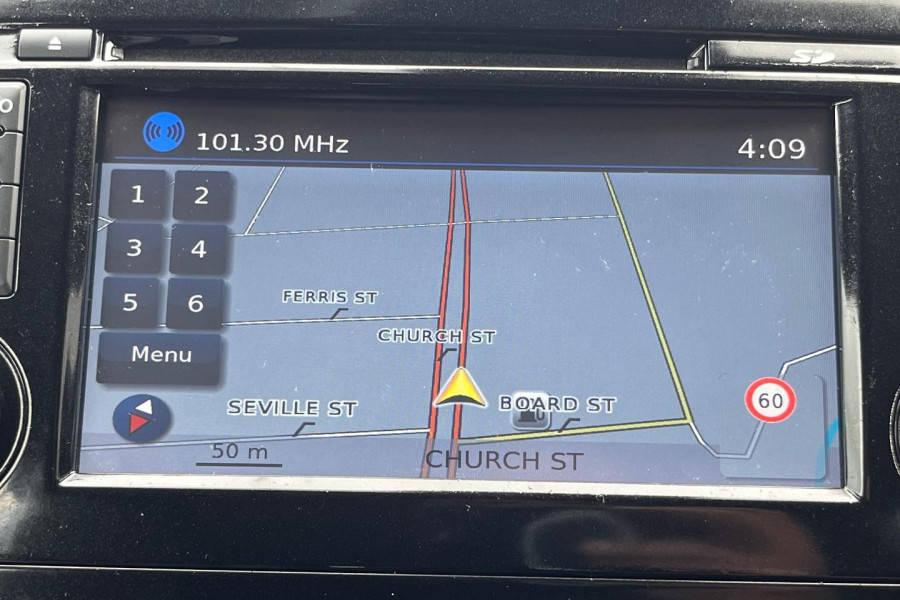 SD
101.30 MHz
4:09
1
2
3
4
5
6
Menu
FERRIS ST
CHURCH ST
SEVILLE ST
BOARD ST
60
50 m
CHURCH ST